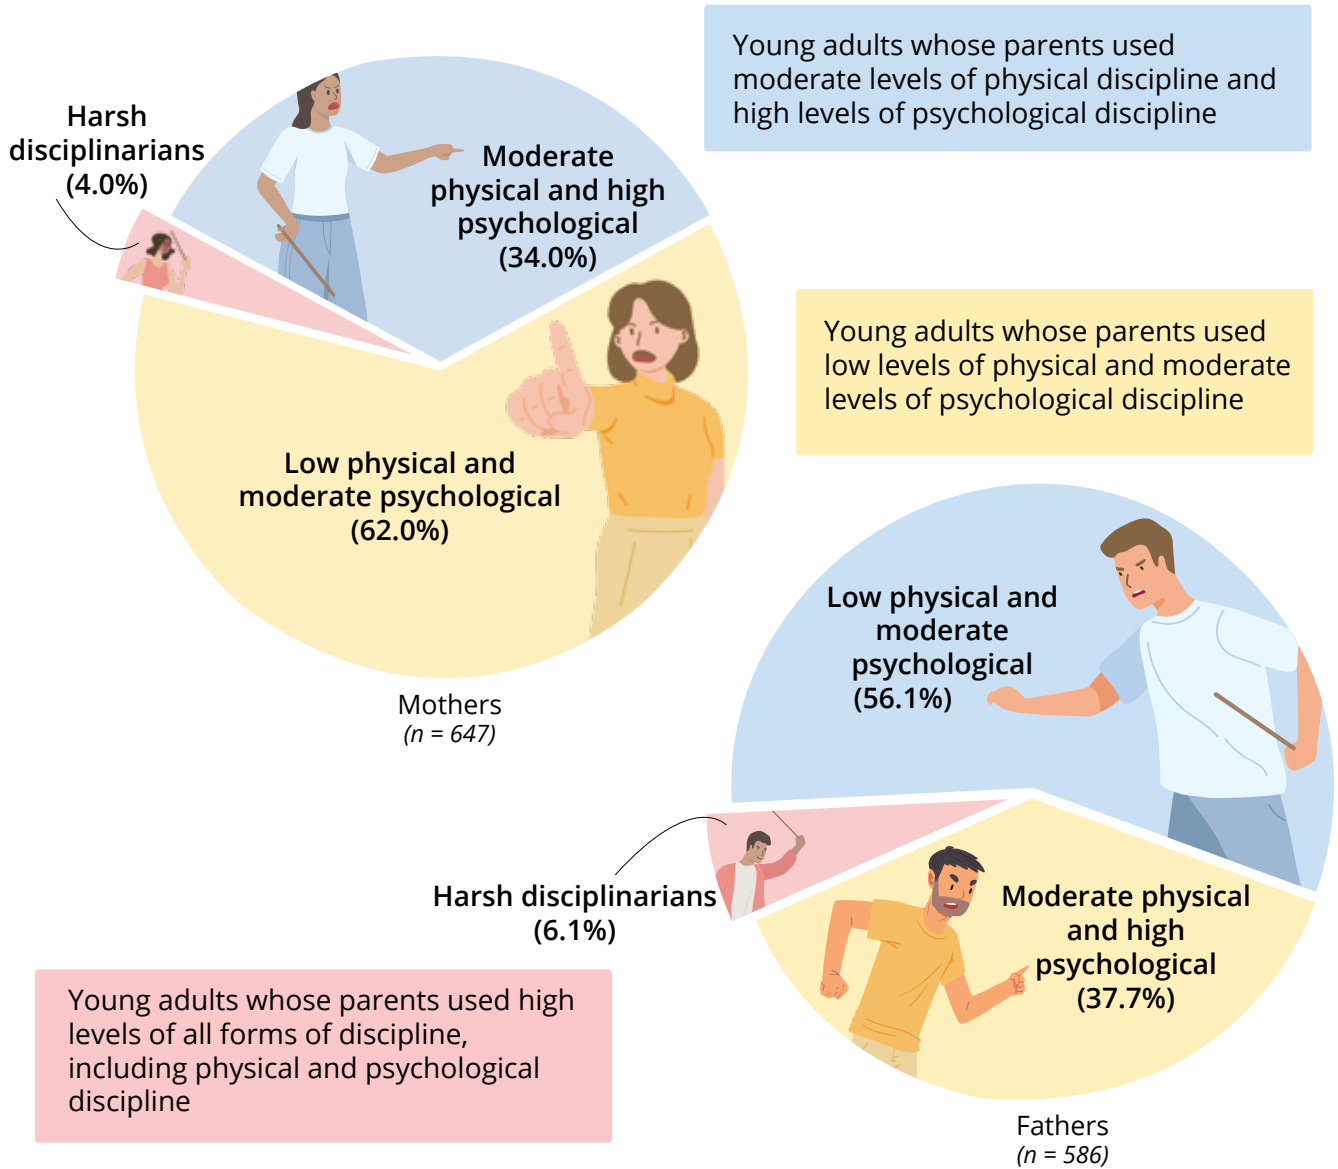 Young adults whose parents used
moderate levels of physical discipline and
high levels of psychological discipline
Harsh
disciplinarians
(4.0%)
Moderate
physical and high
psychological
(34.0%)
Young adults whose parents used
low levels of physical and moderate
levels of psychological discipline
Low physical and
moderate psychological
(62.0%)
Mothers
(n = 647)
Low physical and
moderate
psychological
(56.1%)
Harsh disciplinarians
(6.1%)
Moderate physical
and high
psychological
(37.7%)
Young adults whose parents used high
levels of all forms of discipline,
including physical and psychological
discipline
Fathers
(n = 586)